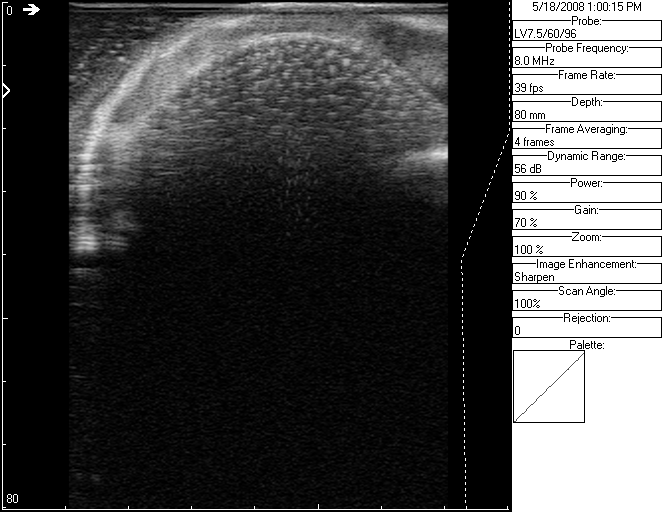 0
80
5/18/2008 1:00:15 PM
Probe:
LV7.5/60/96
Probe Frequency:
8.0 MHz
Frame Rate:
39 fps
Depth:
80 mm
Frame Averaging:
4 frames
Dynamic Range:
56 dB
Power:
90 %
Gain:
70 %
Zoom:
100 %
Image Enhancement:
Sharpen
Scan Angle:
100%
Rejection:
0
Palette: